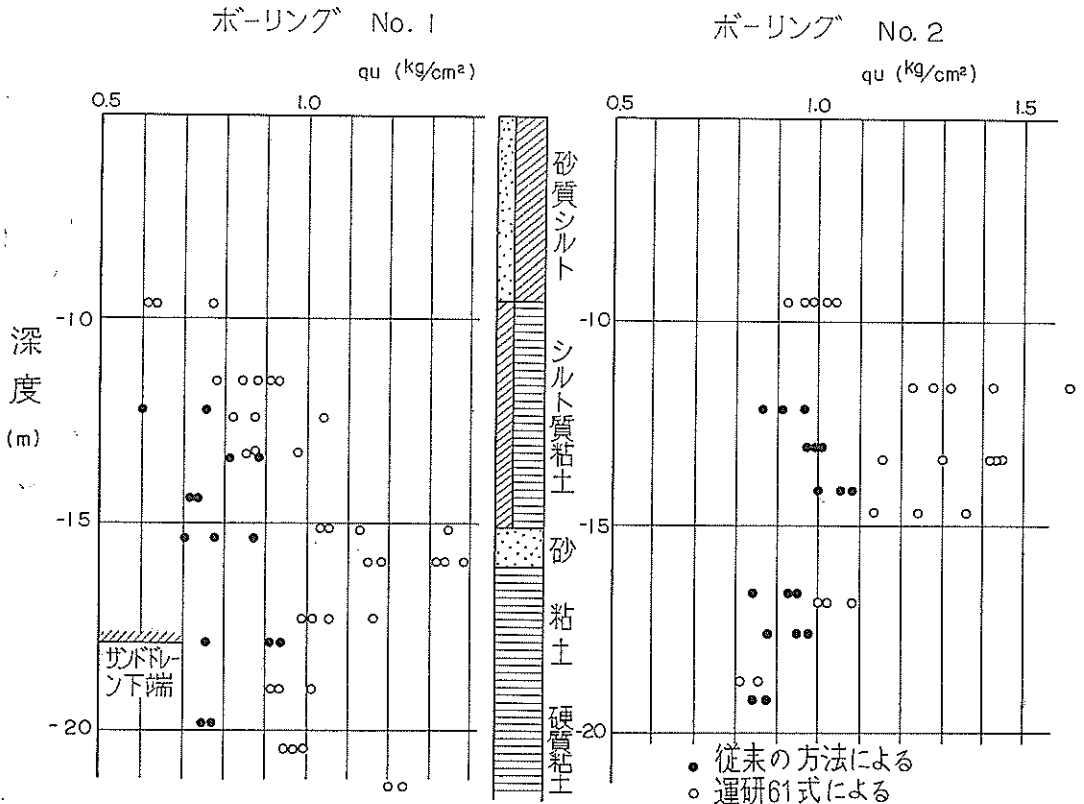 ボーリング No. 1
qu (kg/cm²)
0.5 1.0
深度
(m)
-10
-15
-20
サンドドレー
ン下端
砂質シルト
シルト質粘土
砂
粘土
硬質粘土
ボーリング No. 2
qu (kg/cm²)
0.5 1.0 1.5
-10
-15
-20
● 従来の方法による
○ 運研61式による